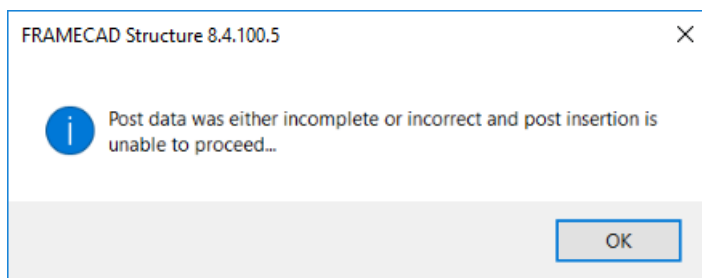 FRAMECAD Structure 8.4.100.5
Post data was either incomplete or incorrect and post insertion is
unable to proceed...
OK